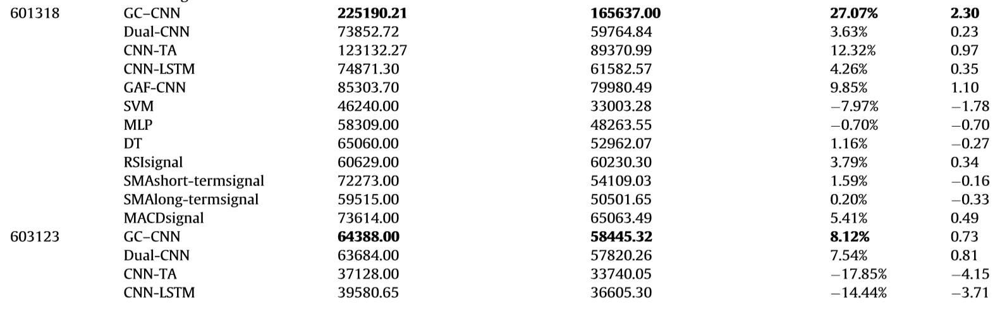 601318 GC–CNN 225190.21 165637.00 27.07% 2.30
Dual-CNN 73852.72 59764.84 3.63% 0.23
CNN-TA 123132.27 89370.99 12.32% 0.97
CNN-LSTM 74871.30 61582.57 4.26% 0.35
GAF-CNN 85303.70 79980.49 9.85% 1.10
SVM 46240.00 33003.28 −7.97% −1.78
MLP 58309.00 48263.55 −0.70% −0.70
DT 65060.00 52962.07 1.16% −0.27
RSIsignal 60629.00 60230.30 3.79% 0.34
SMAshort-termsignal 72273.00 54109.03 1.59% −0.16
SMAlong-termsignal 59515.00 50501.65 0.20% −0.33
MACDsignal 73614.00 65063.49 5.41% 0.49
603123 GC–CNN 64388.00 58445.32 8.12% 0.73
Dual-CNN 63684.00 57820.26 7.54% 0.81
CNN-TA 37128.00 33740.05 −17.85% −4.15
CNN-LSTM 39580.65 36605.30 −14.44% −3.71